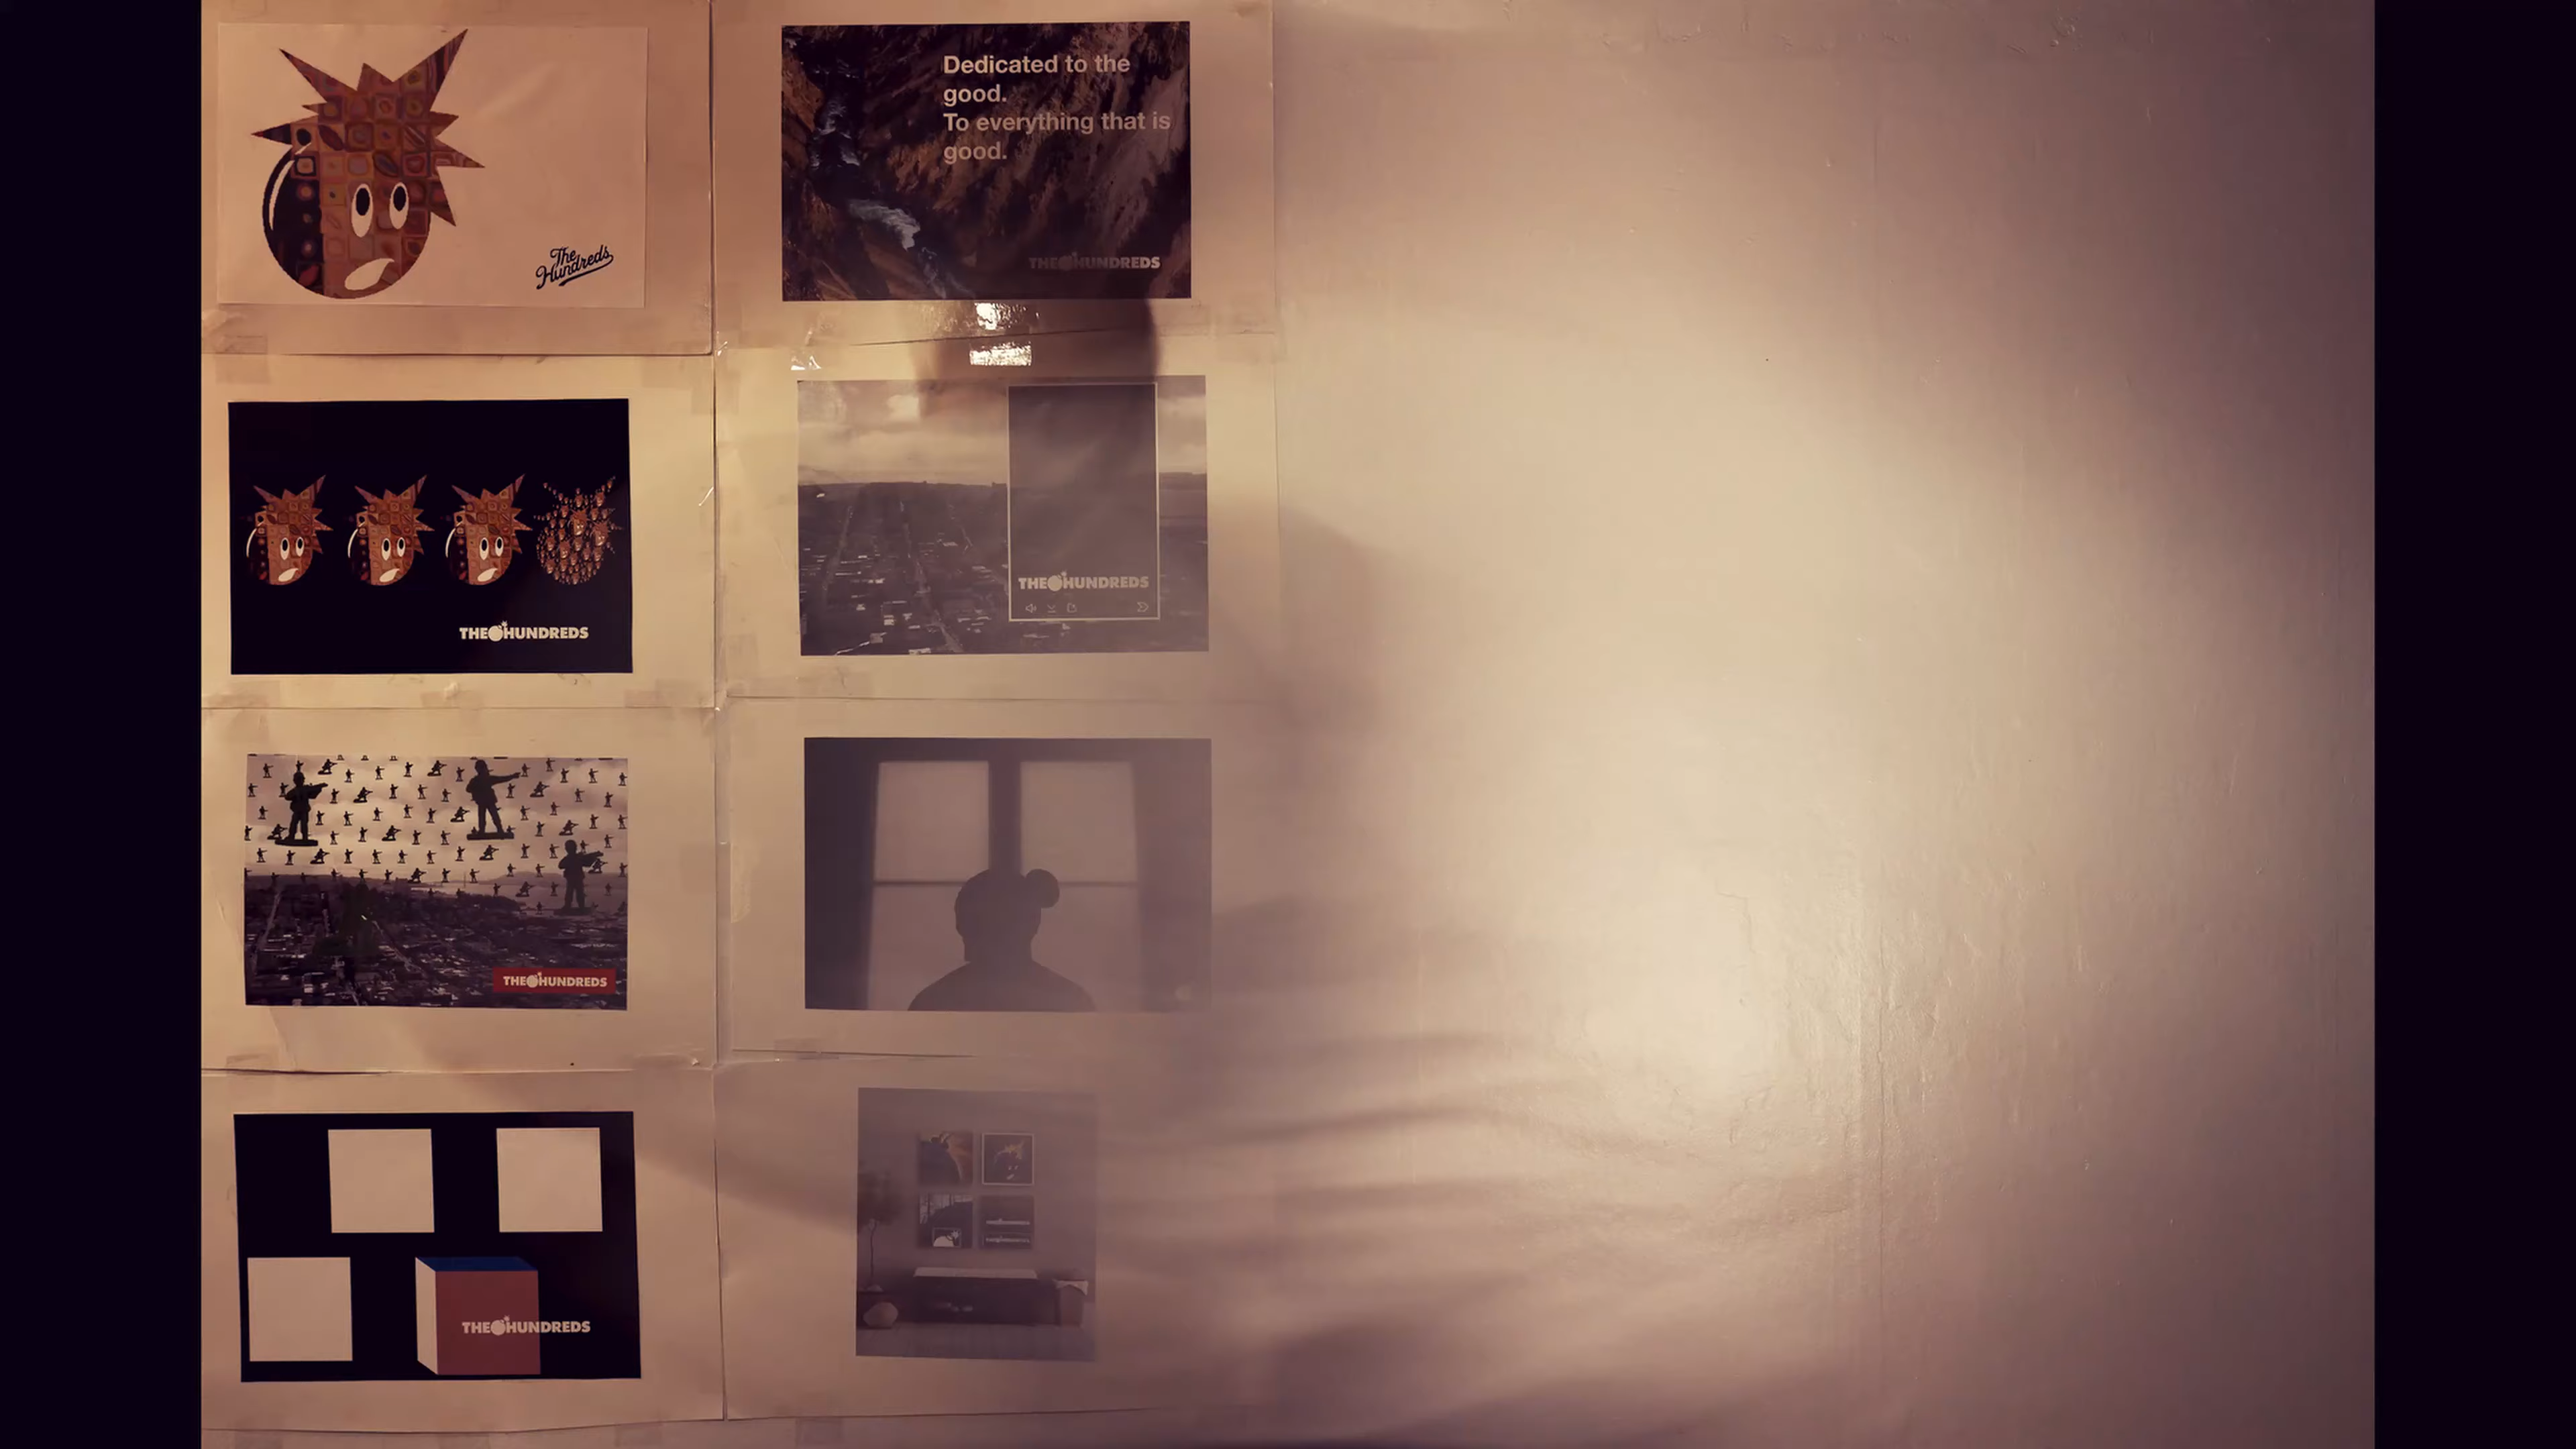 The
Hundreds
Dedicated to the
good.
To everything that is
good.
THE HUNDREDS
THE HUNDREDS
THE HUNDREDS
THE HUNDREDS
THE HUNDREDS